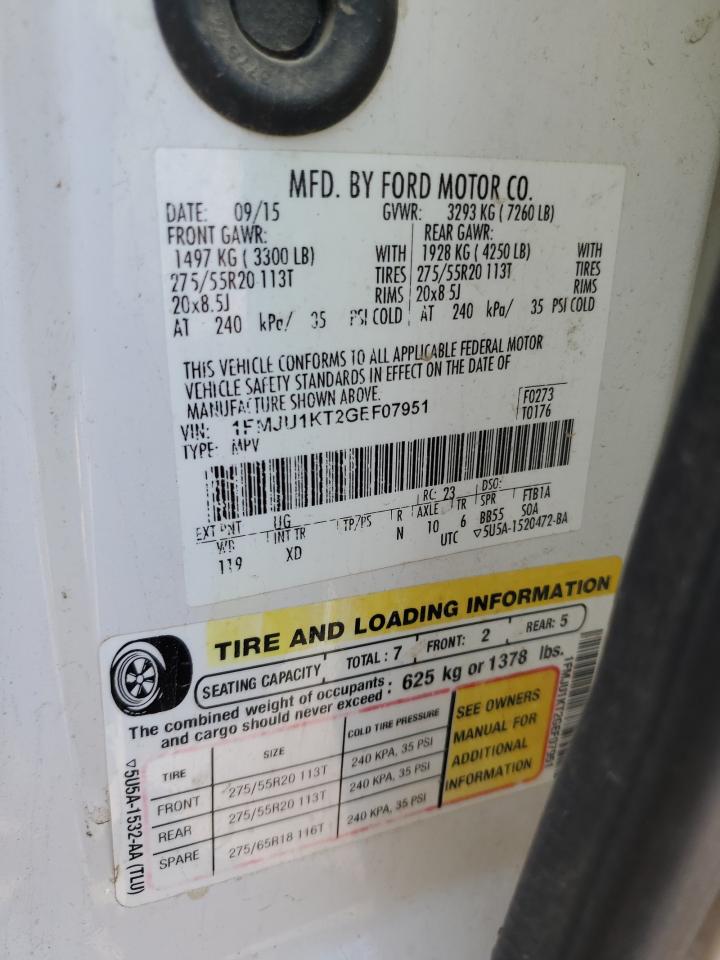 MFD. BY FORD MOTOR CO.
DATE: 09/15 GVWR: 3293 KG ( 7260 LB)
FRONT GAWR: REAR GAWR:
1497 KG ( 3300 LB) WITH 1928 KG ( 4250 LB) WITH
275/55R20 113T TIRES 275/55R20 113T TIRES
20x8.5J RIMS 20x8.5J RIMS
AT 240 kPa/ 35 PSI COLD AT 240 kPa/ 35 PSI COLD
THIS VEHICLE CONFORMS TO ALL APPLICABLE FEDERAL MOTOR
VEHICLE SAFETY STANDARDS IN EFFECT ON THE DATE OF
MANUFACTURE SHOWN ABOVE.
VIN: 1FMJU1KT2GEF07951 F0273
TYPE: MPV T0176
RC: 23 DSO:
EXT PNT UG TP/PS R AXLE TR SPR FTB1A
WB INT TR N 10 6 BB55 SOA
119 XD UTC ▽5U5A-1520472-BA
TIRE AND LOADING INFORMATION
SEATING CAPACITY TOTAL : 7 FRONT: 2 REAR: 5
The combined weight of occupants
and cargo should never exceed : 625 kg or 1378 lbs.
TIRE SIZE COLD TIRE PRESSURE
FRONT 275/55R20 113T 240 KPA, 35 PSI
REAR 275/55R20 113T 240 KPA, 35 PSI
SPARE 275/65R18 116T 240 KPA, 35 PSI
SEE OWNERS
MANUAL FOR
ADDITIONAL
INFORMATION
▽5U5A-1532-AA (TLU)
1FMJU1KT2GEF07951